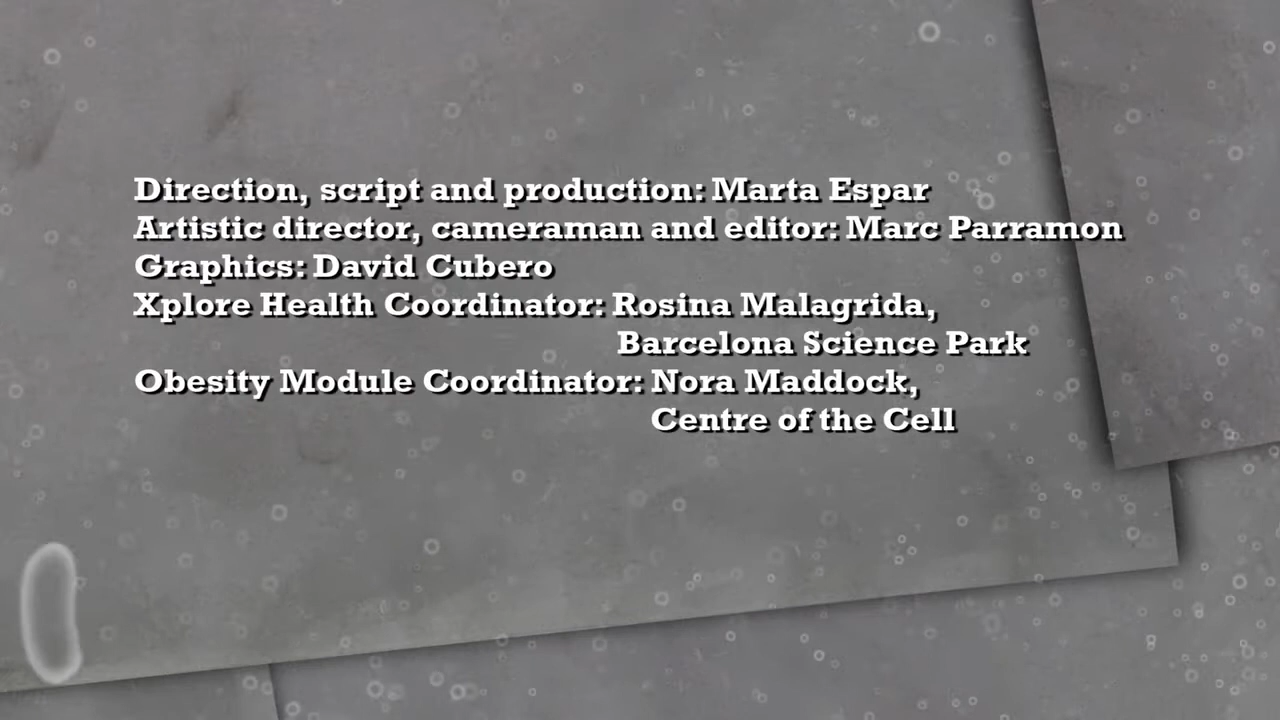 Direction, script and production: Marta Espar
Artistic director, cameraman and editor: Marc Parramon
Graphics: David Cubero
Xplore Health Coordinator: Rosina Malagrida,
Barcelona Science Park
Obesity Module Coordinator: Nora Maddock,
Centre of the Cell